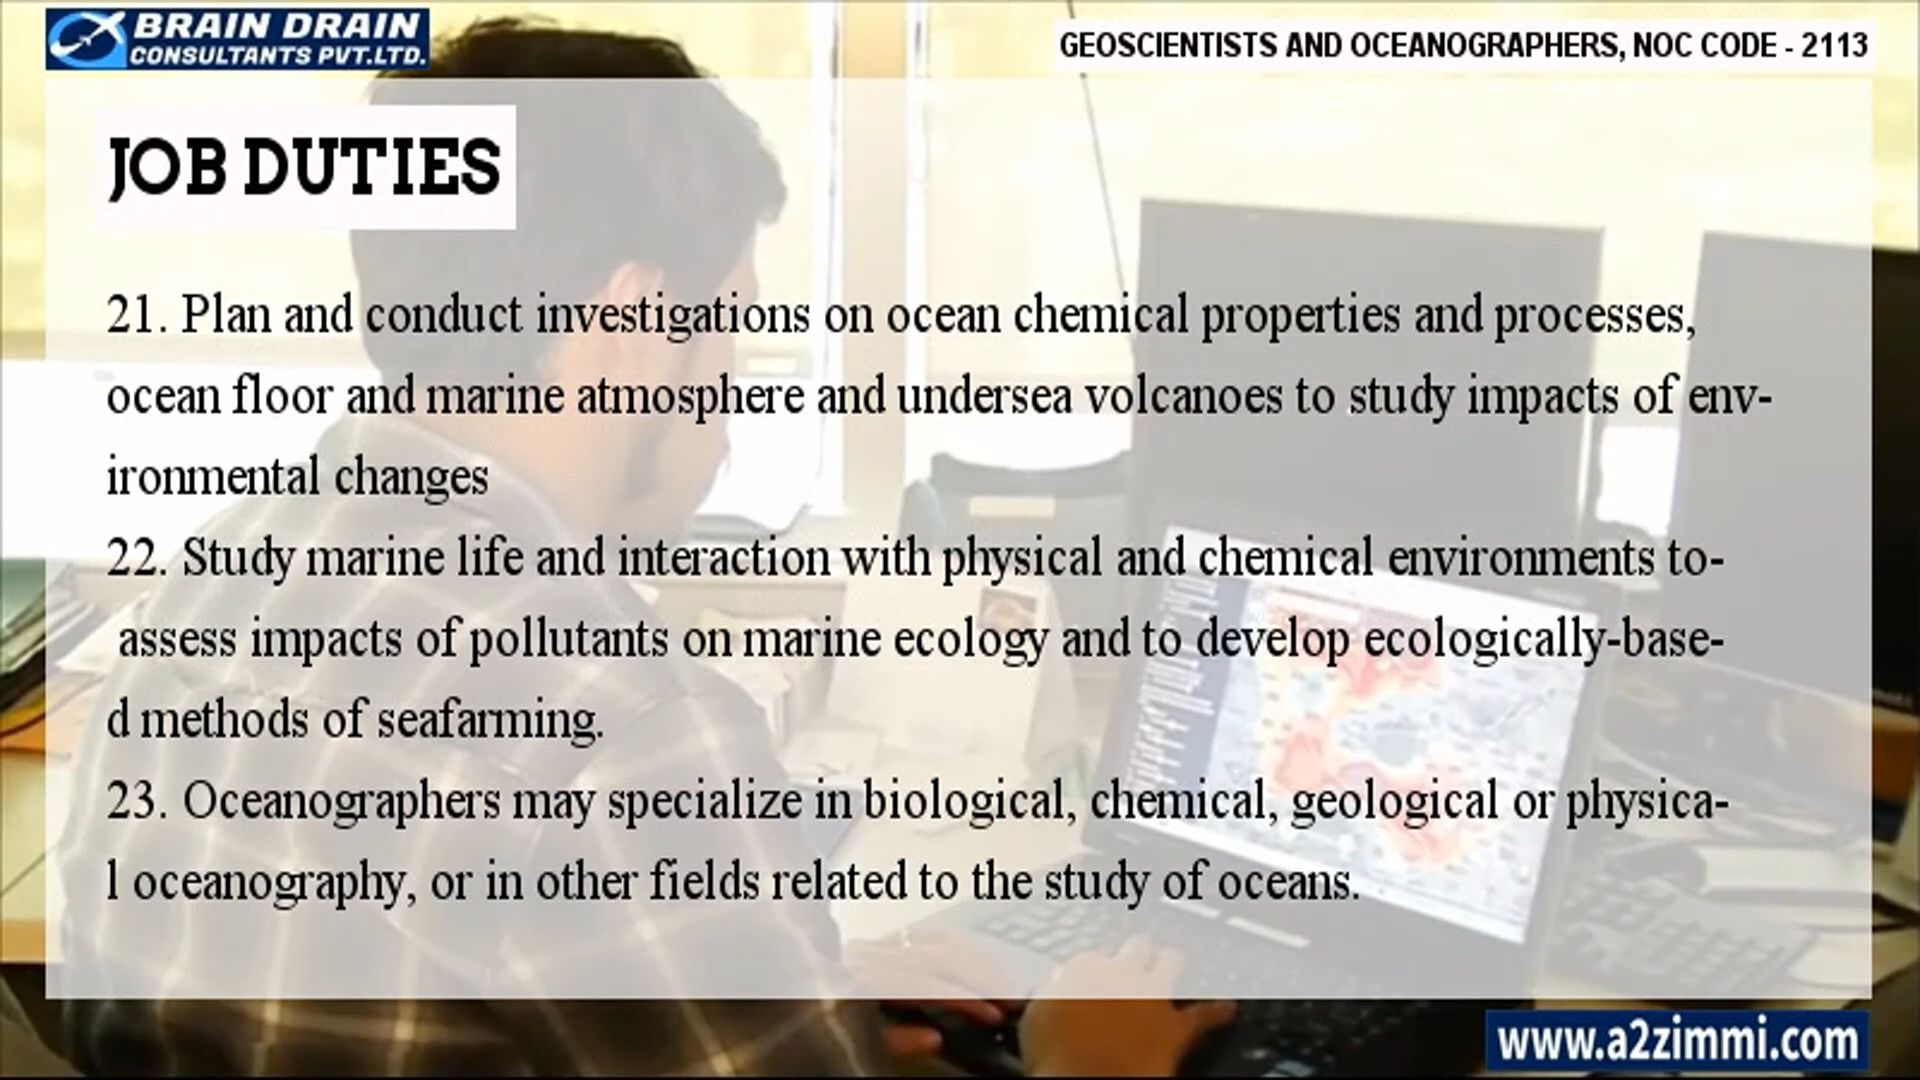 BRAIN DRAIN
CONSULTANTS PVT.LTD.
GEOSCIENTISTS AND OCEANOGRAPHERS, NOC CODE - 2113
JOB DUTIES
21. Plan and conduct investigations on ocean chemical properties and processes,
ocean floor and marine atmosphere and undersea volcanoes to study impacts of env-
ironmental changes
22. Study marine life and interaction with physical and chemical environments to-
assess impacts of pollutants on marine ecology and to develop ecologically-base-
d methods of seafarming.
23. Oceanographers may specialize in biological, chemical, geological or physica-
l oceanography, or in other fields related to the study of oceans.
www.a2zimmi.com